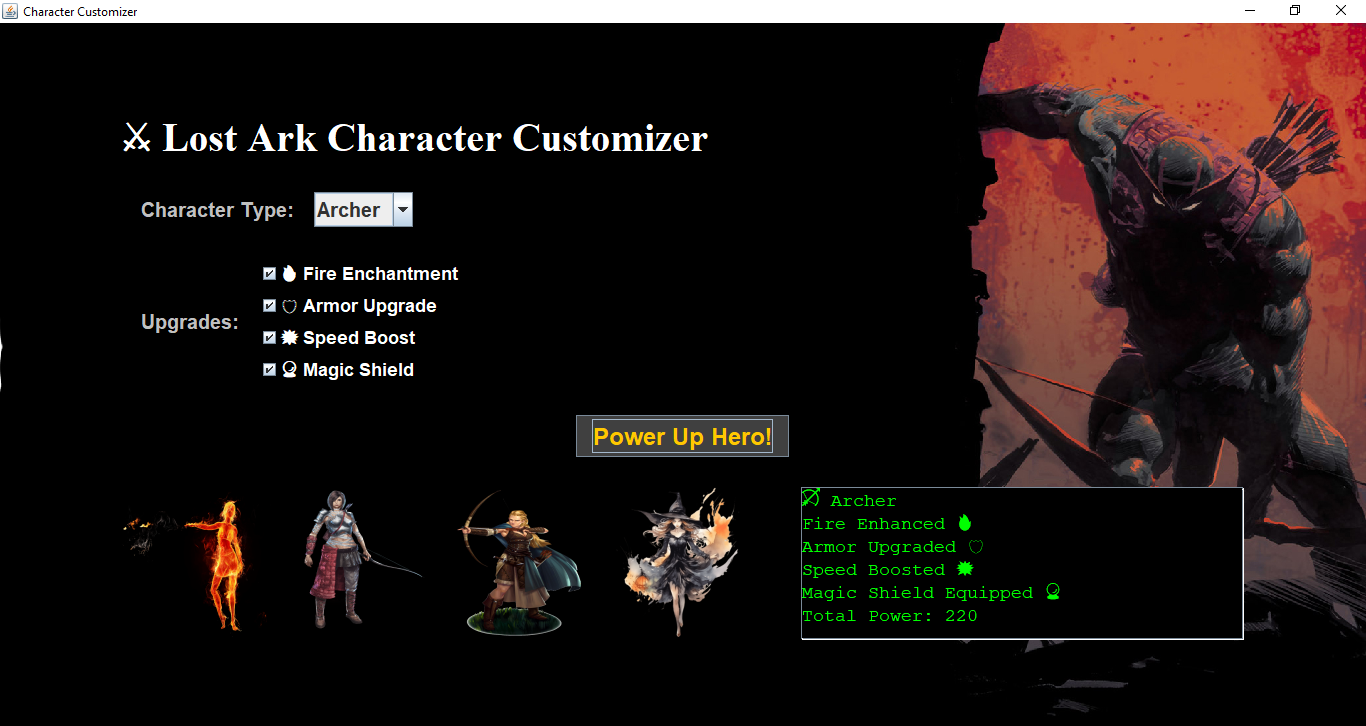 Character Customizer
⚔ Lost Ark Character Customizer
Character Type: Archer
Upgrades:
🔥 Fire Enchantment
🛡 Armor Upgrade
💥 Speed Boost
🔮 Magic Shield
Power Up Hero!
🏹 Archer
Fire Enhanced 🔥
Armor Upgraded 🛡
Speed Boosted 💥
Magic Shield Equipped 🔮
Total Power: 220